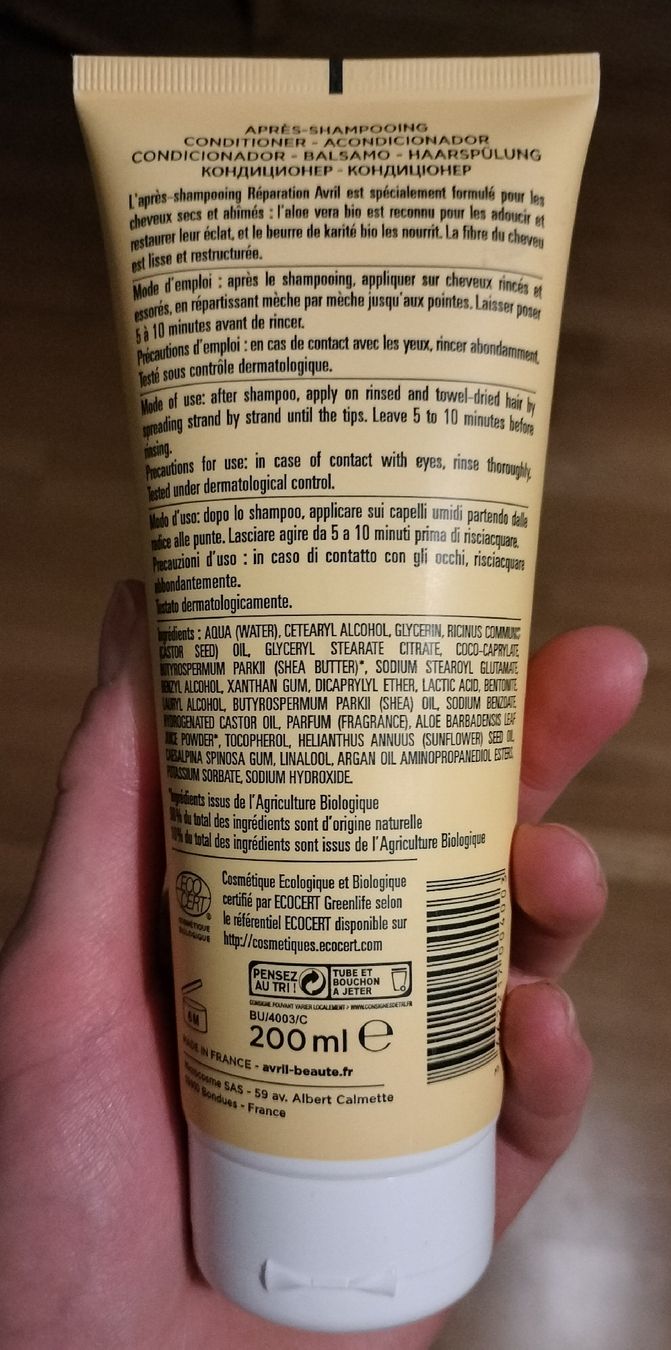 APRÈS-SHAMPOOING
CONDITIONER - ACONDICIONADOR
CONDICIONADOR - BALSAMO - HAARSPÜLUNG
КОНДИЦИОНЕР - КОНДИЦІОНЕР
L'après-shampooing Réparation Avril est spécialement formulé pour les
cheveux secs et abimés : l'aloe vera bio est reconnu pour les adoucir et
restaurer leur éclat, et le beurre de karité bio les nourrit. La fibre du cheveu
est lisse et restructurée.
Mode d'emploi : après le shampooing, appliquer sur cheveux rincés et
essorés, en répartissant mèche par mèche jusqu'aux pointes. Laisser poser
5 à 10 minutes avant de rincer.
Précautions d'emploi : en cas de contact avec les yeux, rincer abondamment.
Testé sous contrôle dermatologique.
Mode of use: after shampoo, apply on rinsed and towel-dried hair by
spreading strand by strand until the tips. Leave 5 to 10 minutes before
rinsing.
Precautions for use: in case of contact with eyes, rinse thoroughly.
Tested under dermatological control.
Modo d'uso: dopo lo shampoo, applicare sui capelli umidi partendo dalle
radice alle punte. Lasciare agire da 5 a 10 minuti prima di risciacquare.
Precauzioni d'uso : in caso di contatto con gli occhi, risciacquare
abbondantemente.
Testato dermatologicamente.
Ingrédients : AQUA (WATER), CETEARYL ALCOHOL, GLYCERIN, RICINUS COMMUNIS
(CASTOR SEED) OIL, GLYCERYL STEARATE CITRATE, COCO-CAPRYLATE,
BUTYROSPERMUM PARKII (SHEA BUTTER)*, SODIUM STEAROYL GLUTAMATE,
BENZYL ALCOHOL, XANTHAN GUM, DICAPRYLYL ETHER, LACTIC ACID, BENTONITE,
LAURYL ALCOHOL, BUTYROSPERMUM PARKII (SHEA) OIL, SODIUM BENZOATE,
HYDROGENATED CASTOR OIL, PARFUM (FRAGRANCE), ALOE BARBADENSIS LEAF
JUICE POWDER*, TOCOPHEROL, HELIANTHUS ANNUUS (SUNFLOWER) SEED OIL,
CAESALPINA SPINOSA GUM, LINALOOL, ARGAN OIL AMINOPROPANEDIOL ESTERS,
POTASSIUM SORBATE, SODIUM HYDROXIDE.
*Ingrédients issus de l'Agriculture Biologique
du total des ingrédients sont d'origine naturelle
du total des ingrédients sont issus de l'Agriculture Biologique
ECO
CERT
®
COSMÉTIQUE
BIOLOGIQUE
Cosmétique Ecologique et Biologique
certifié par ECOCERT Greenlife selon
le référentiel ECOCERT disponible sur
http://cosmetiques.ecocert.com
PENSEZ
AU TRI !
TUBE ET
BOUCHON
À JETER
CONSIGNE POUVANT VARIER LOCALEMENT > WWW.CONSIGNESDETRI.FR
6M
BU/4003/C
200 ml e
MADE IN FRANCE - avril-beaute.fr
SAS - 59 av. Albert Calmette
Bondues - France